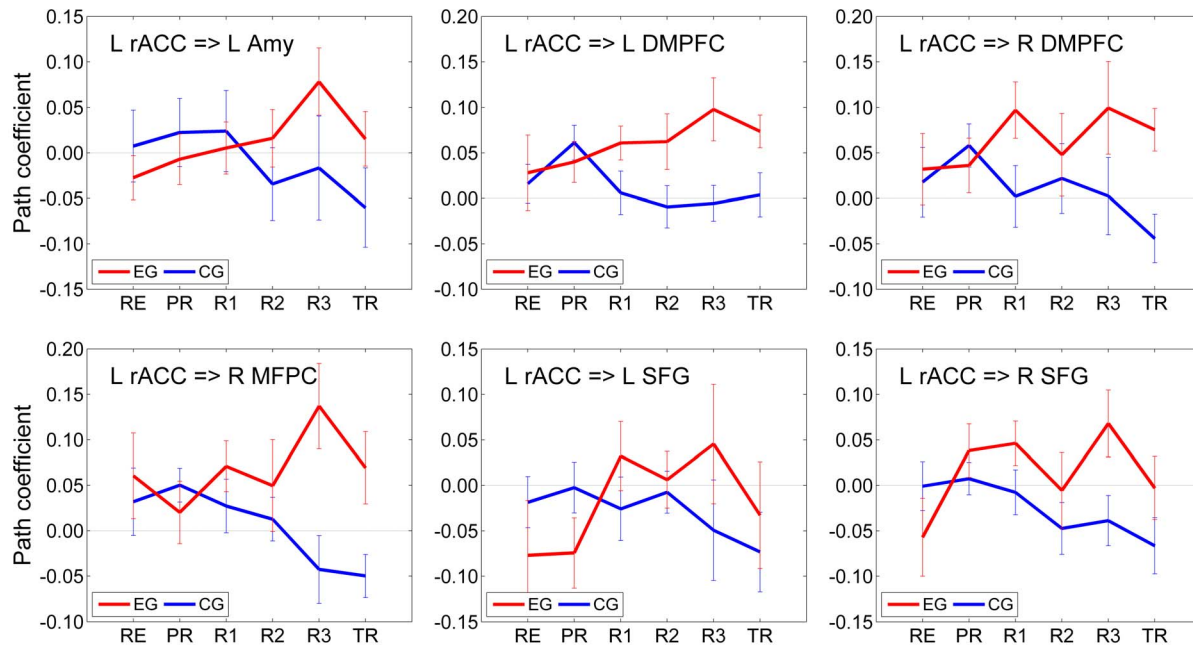 L rACC => L Amy
Path coefficient
0.15
0.10
0.05
0.00
-0.05
-0.10
-0.15
EG CG
RE PR R1 R2 R3 TR
L rACC => L DMPFC
0.20
0.15
0.10
0.05
0.00
-0.05
-0.10
EG CG
RE PR R1 R2 R3 TR
L rACC => R DMPFC
0.20
0.15
0.10
0.05
0.00
-0.05
-0.10
EG CG
RE PR R1 R2 R3 TR
L rACC => R MFPC
Path coefficient
0.20
0.15
0.10
0.05
0.00
-0.05
-0.10
EG CG
RE PR R1 R2 R3 TR
L rACC => L SFG
0.15
0.10
0.05
0.00
-0.05
-0.10
-0.15
EG CG
RE PR R1 R2 R3 TR
L rACC => R SFG
0.15
0.10
0.05
0.00
-0.05
-0.10
-0.15
EG CG
RE PR R1 R2 R3 TR